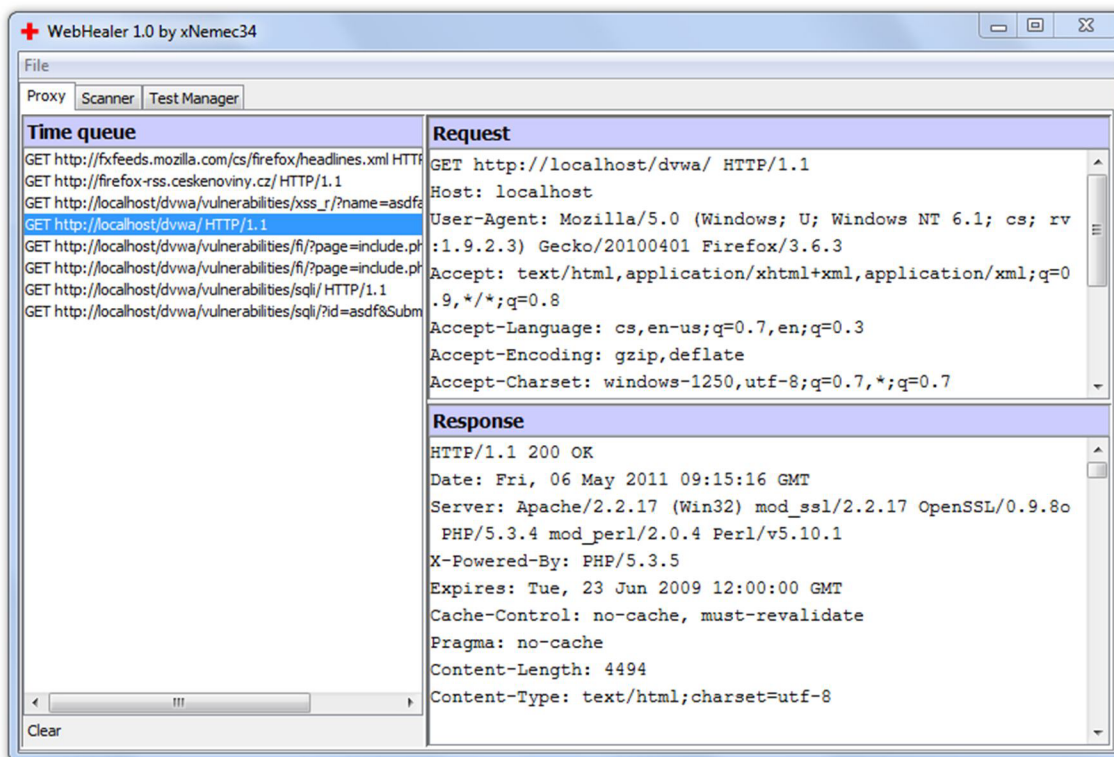 WebHealer 1.0 by xNemec34
File
Proxy Scanner Test Manager
Time queue
GET http://fxfeeds.mozilla.com/cs/firefox/headlines.xml HTTP
GET http://firefox-rss.ceskenoviny.cz/ HTTP/1.1
GET http://localhost/dvwa/vulnerabilities/xss_r/?name=asdfa
GET http://localhost/dvwa/ HTTP/1.1
GET http://localhost/dvwa/vulnerabilities/fi/?page=include.ph
GET http://localhost/dvwa/vulnerabilities/fi/?page=include.ph
GET http://localhost/dvwa/vulnerabilities/sqli/ HTTP/1.1
GET http://localhost/dvwa/vulnerabilities/sqli/?id=asdf&Subm
Clear
Request
GET http://localhost/dvwa/ HTTP/1.1
Host: localhost
User-Agent: Mozilla/5.0 (Windows; U; Windows NT 6.1; cs; rv
:1.9.2.3) Gecko/20100401 Firefox/3.6.3
Accept: text/html,application/xhtml+xml,application/xml;q=0
.9,*/*;q=0.8
Accept-Language: cs,en-us;q=0.7,en;q=0.3
Accept-Encoding: gzip,deflate
Accept-Charset: windows-1250,utf-8;q=0.7,*;q=0.7
Response
HTTP/1.1 200 OK
Date: Fri, 06 May 2011 09:15:16 GMT
Server: Apache/2.2.17 (Win32) mod_ssl/2.2.17 OpenSSL/0.9.8o
PHP/5.3.4 mod_perl/2.0.4 Perl/v5.10.1
X-Powered-By: PHP/5.3.5
Expires: Tue, 23 Jun 2009 12:00:00 GMT
Cache-Control: no-cache, must-revalidate
Pragma: no-cache
Content-Length: 4494
Content-Type: text/html;charset=utf-8